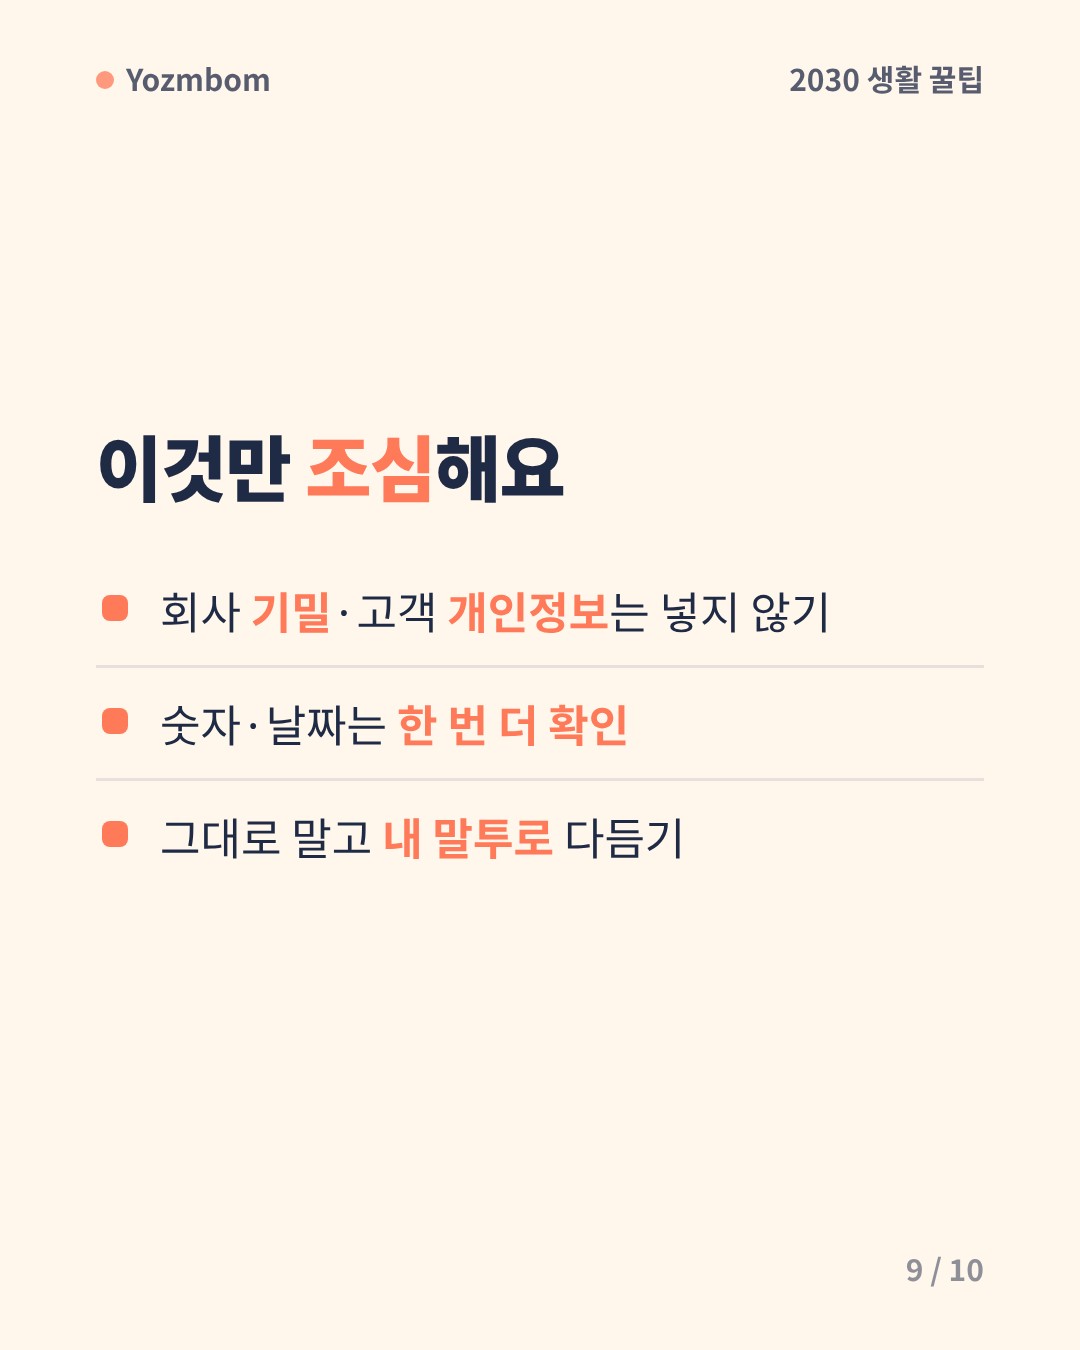 Yozmbom
2030 생활 꿀팁
이것만 조심해요
회사 기밀·고객 개인정보는 넣지 않기
숫자·날짜는 한 번 더 확인
그대로 말고 내 말투로 다듬기
9 / 10